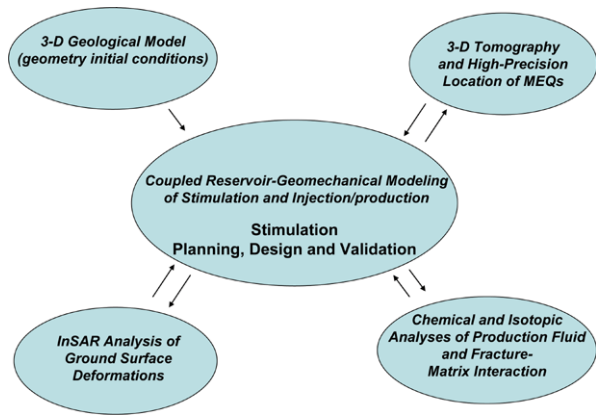 3-D Geological Model
(geometry initial conditions)
3-D Tomography
and High-Precision
Location of MEQs
Coupled Reservoir-Geomechanical Modeling
of Stimulation and Injection/production
Stimulation
Planning, Design and Validation
InSAR Analysis of
Ground Surface
Deformations
Chemical and Isotopic
Analyses of Production Fluid
and Fracture-
Matrix Interaction